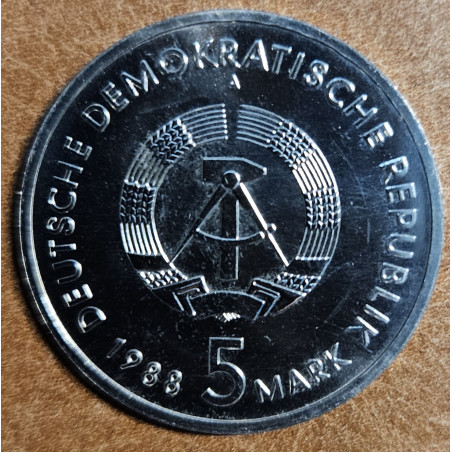 DEUTSCHE DEMOKRATISCHE REPUBLIK
A
1988
5 MARK